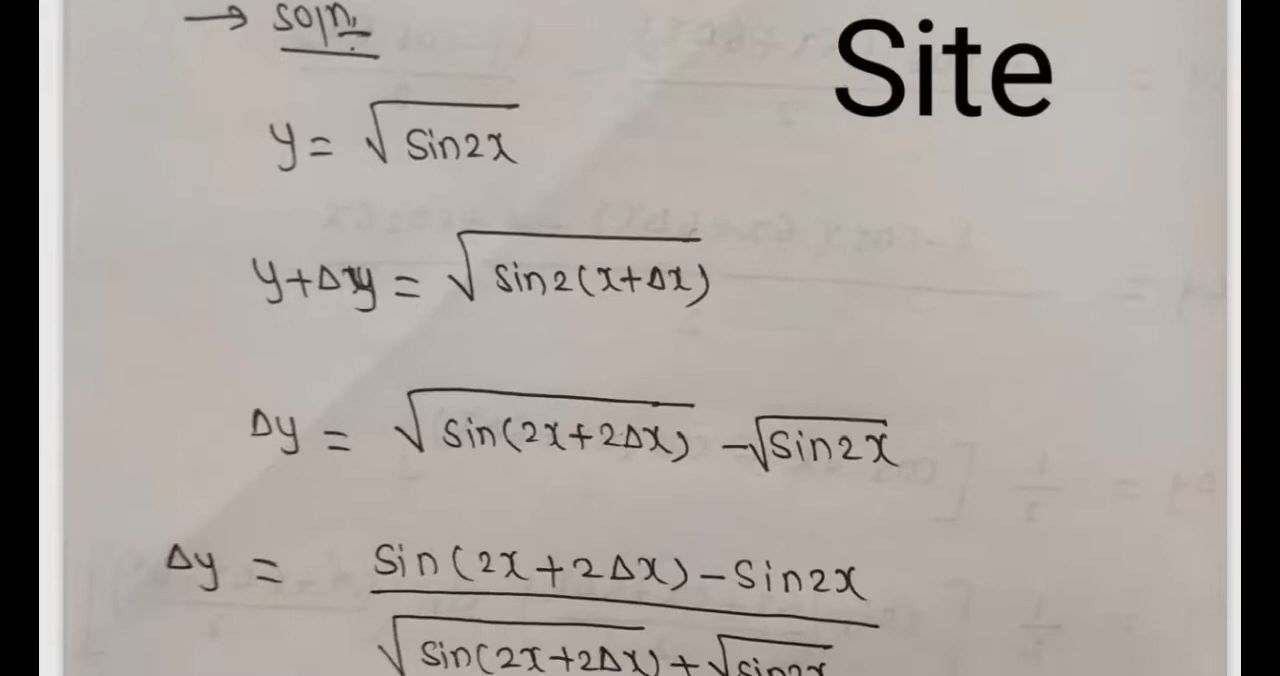 → Soln.
Site
y = √sin2x
y+Δy = √sin2(x+Δx)
Δy = √sin(2x+2Δx) -√sin2x
Δy = sin(2x+2Δx)-sin2x
√sin(2x+2Δx) + √sin2x